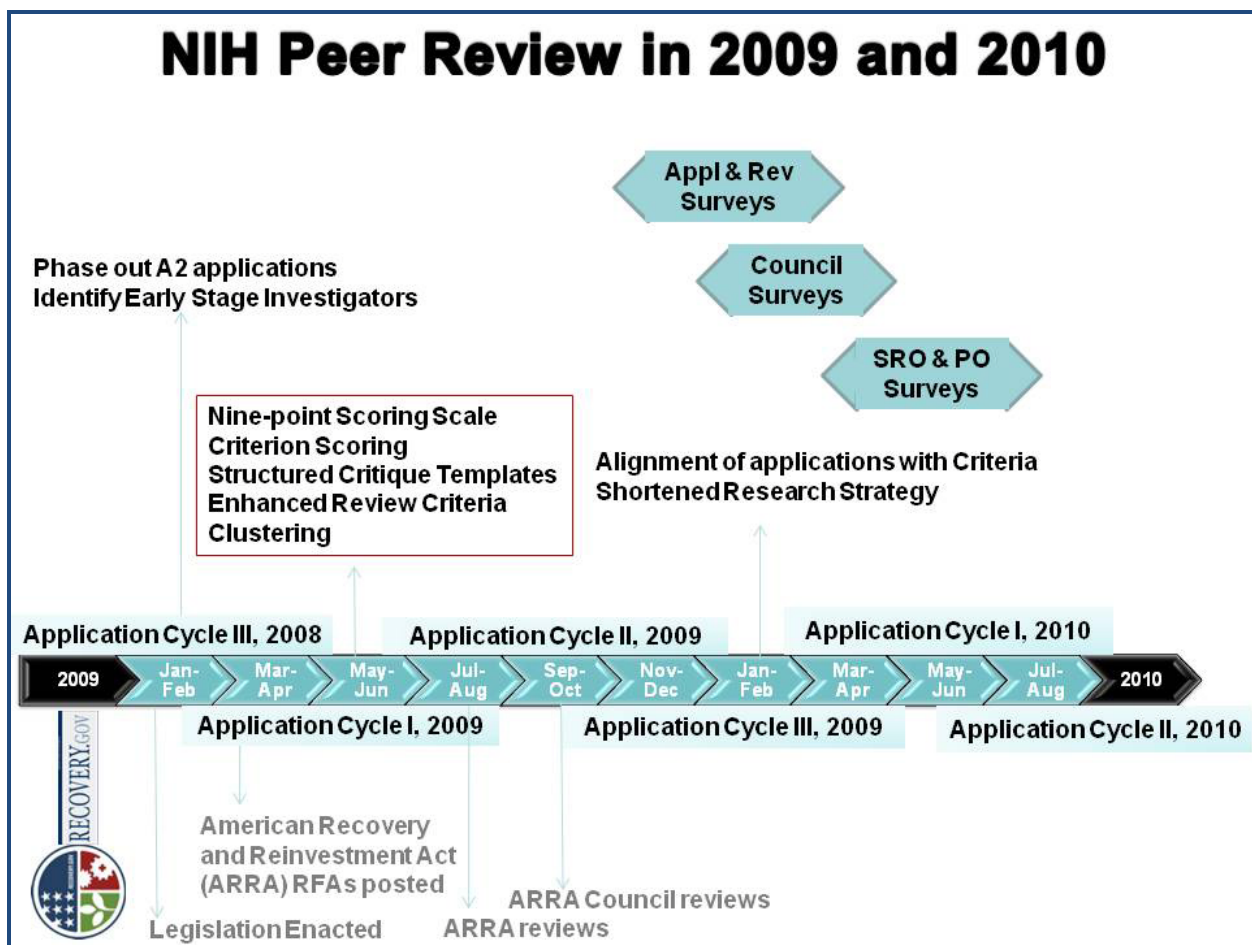 NIH Peer Review in 2009 and 2010
Appl & Rev
Surveys
Council
Surveys
SRO & PO
Surveys
Phase out A2 applications
Identify Early Stage Investigators
Nine-point Scoring Scale
Criterion Scoring
Structured Critique Templates
Enhanced Review Criteria
Clustering
Alignment of applications with Criteria
Shortened Research Strategy
Application Cycle III, 2008
Application Cycle II, 2009
Application Cycle I, 2010
2009
Jan-
Feb
Mar-
Apr
May-
Jun
Jul-
Aug
Sep-
Oct
Nov-
Dec
Jan-
Feb
Mar-
Apr
May-
Jun
Jul-
Aug
2010
Application Cycle I, 2009
Application Cycle III, 2009
Application Cycle II, 2010
RECOVERY.GOV
American Recovery
and Reinvestment Act
(ARRA) RFAs posted
Legislation Enacted
ARRA Council reviews
ARRA reviews